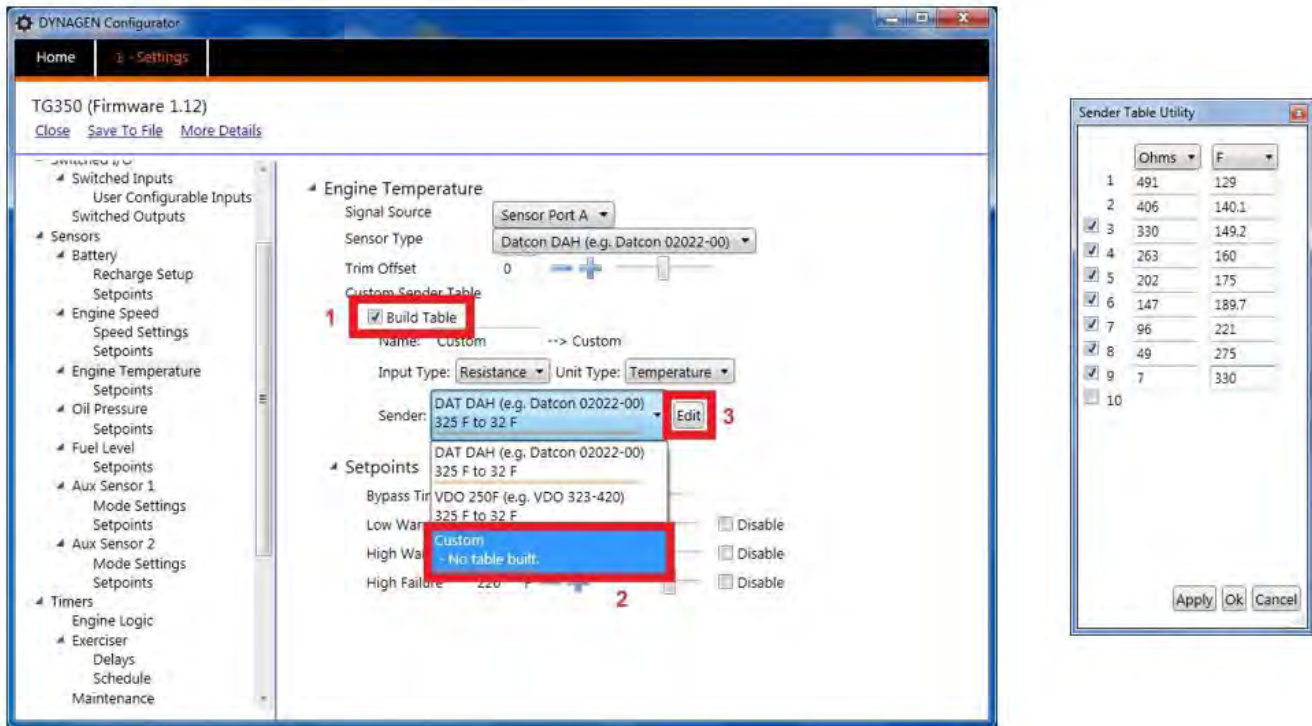 DYNAGEN Configurator
Home
1 - Settings
TG350 (Firmware 1.12)
Close Save To File More Details
Switched I/O
Switched Inputs
User Configurable Inputs
Switched Outputs
Sensors
Battery
Recharge Setup
Setpoints
Engine Speed
Speed Settings
Setpoints
Engine Temperature
Setpoints
Oil Pressure
Setpoints
Fuel Level
Setpoints
Aux Sensor 1
Mode Settings
Setpoints
Aux Sensor 2
Mode Settings
Setpoints
Timers
Engine Logic
Exerciser
Delays
Schedule
Maintenance
Engine Temperature
Signal Source Sensor Port A
Sensor Type Datcon DAH (e.g. Datcon 02022-00)
Trim Offset 0
Custom Sender Table
1 Build Table
Name: Custom --> Custom
Input Type: Resistance Unit Type: Temperature
Sender: DAT DAH (e.g. Datcon 02022-00)
325 F to 32 F
Edit 3
DAT DAH (e.g. Datcon 02022-00)
325 F to 32 F
VDO 250F (e.g. VDO 323-420)
325 F to 32 F
Custom
- No table built.
2
Setpoints
Bypass Tir
Low War Disable
High Wa Disable
High Failure 220 F Disable
Sender Table Utility
Ohms F
1 491 129
2 406 140.1
3 330 149.2
4 263 160
5 202 175
6 147 189.7
7 96 221
8 49 275
9 7 330
10
Apply Ok Cancel